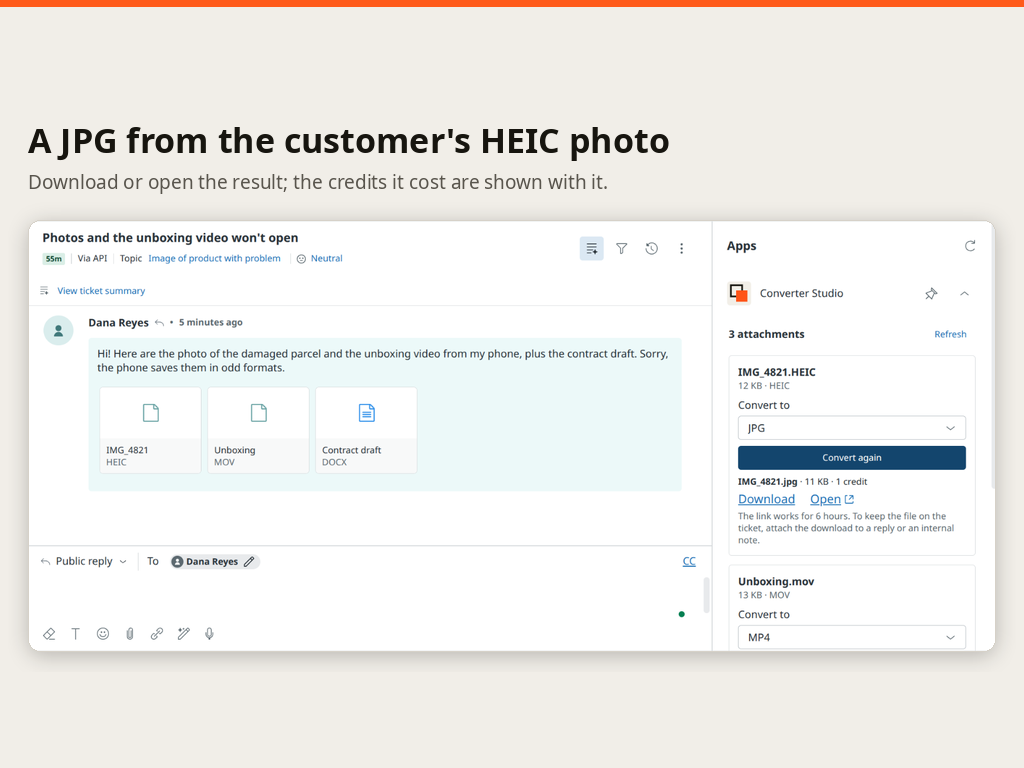 A JPG from the customer's HEIC photo
Download or open the result; the credits it cost are shown with it.
Photos and the unboxing video won't open
55m Via API Topic Image of product with problem Neutral
View ticket summary
Dana Reyes • 5 minutes ago
Hi! Here are the photo of the damaged parcel and the unboxing video from my phone, plus the contract draft. Sorry,
the phone saves them in odd formats.
IMG_4821
HEIC
Unboxing
MOV
Contract draft
DOCX
Public reply To Dana Reyes CC
Apps
Converter Studio
3 attachments Refresh
IMG_4821.HEIC
12 KB · HEIC
Convert to
JPG
Convert again
IMG_4821.jpg · 11 KB · 1 credit
Download Open
The link works for 6 hours. To keep the file on the
ticket, attach the download to a reply or an internal
note.
Unboxing.mov
13 KB · MOV
Convert to
MP4